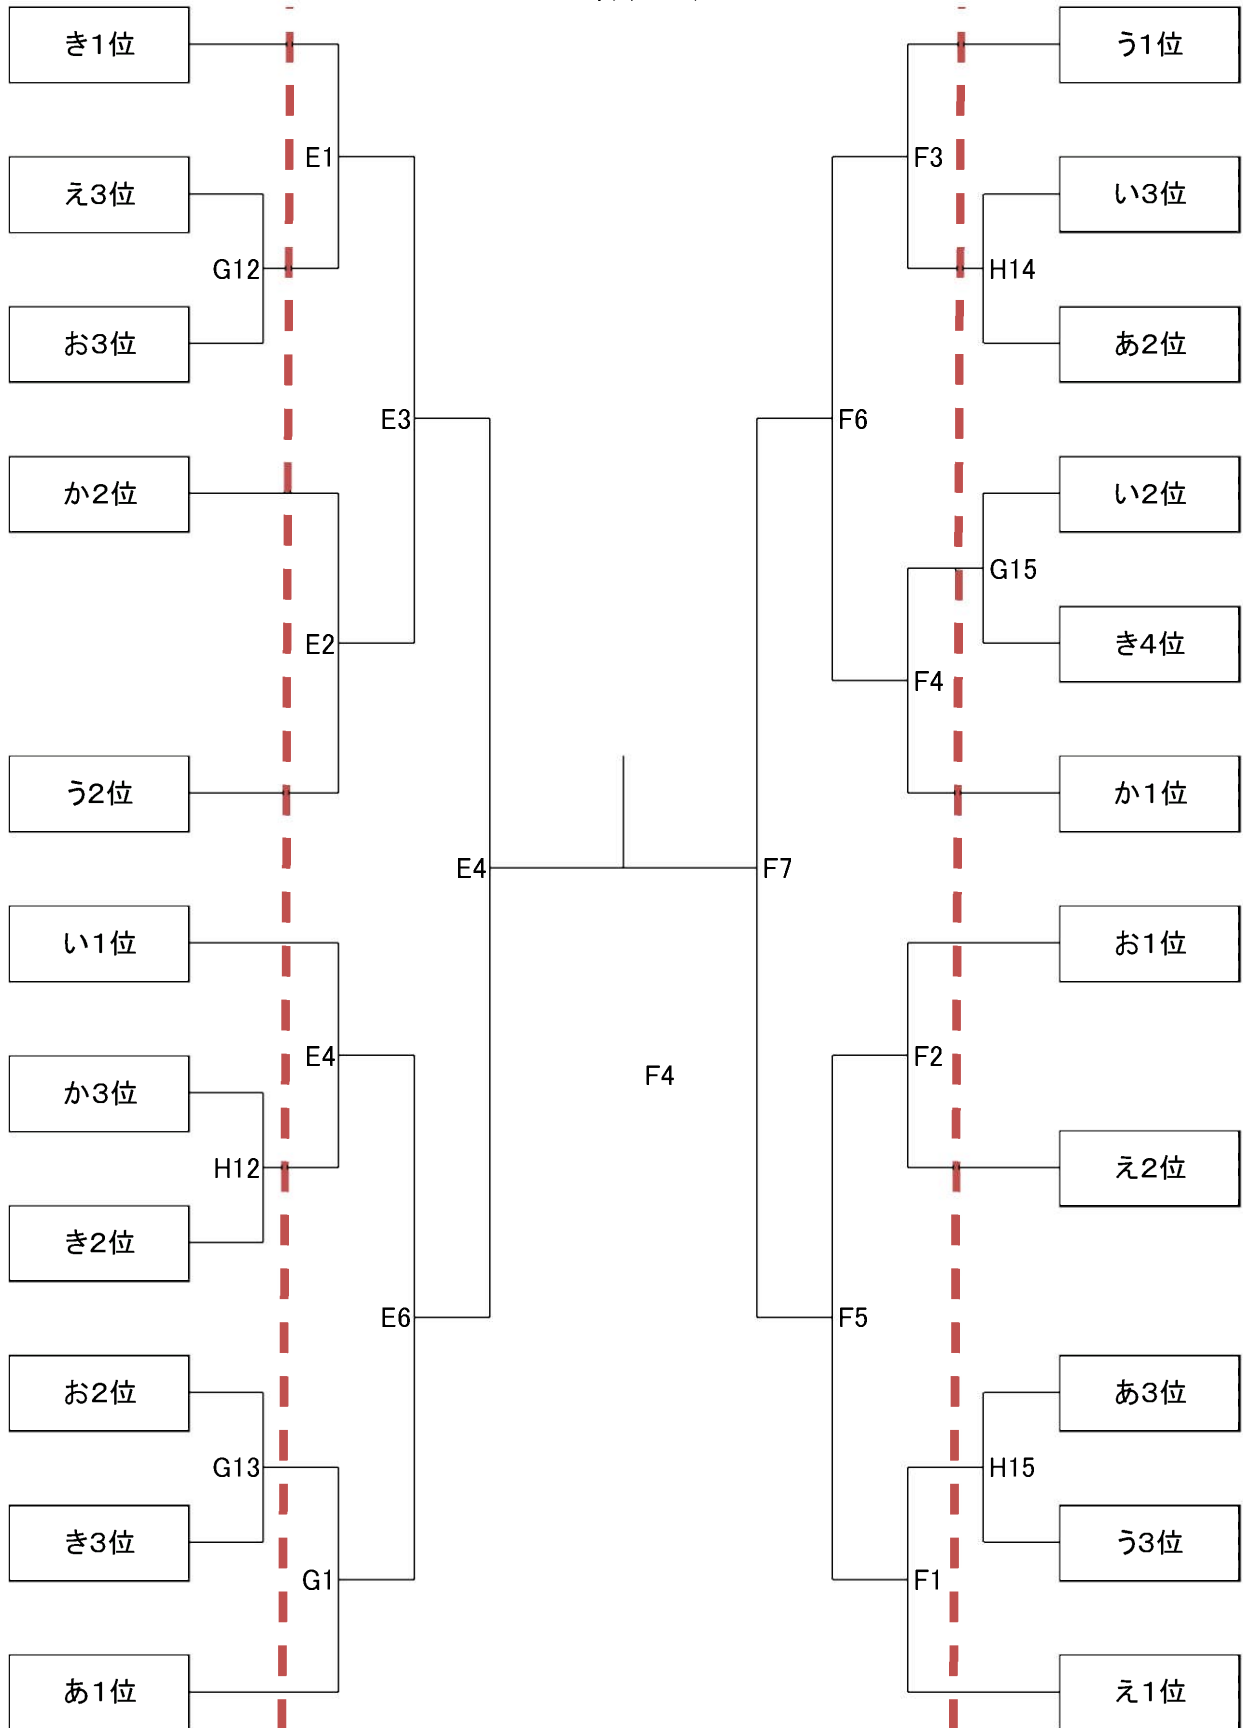 き1位
う1位
E1
F3
え3位
い3位
G12
H14
お3位
あ2位
E3
F6
か2位
い2位
G15
E2
き4位
F4
う2位
か1位
E4
F7
い1位
お1位
E4
F2
F4
か3位
H12
え2位
き2位
E6
F5
お2位
あ3位
G13
H15
き3位
う3位
G1
F1
あ1位
え1位